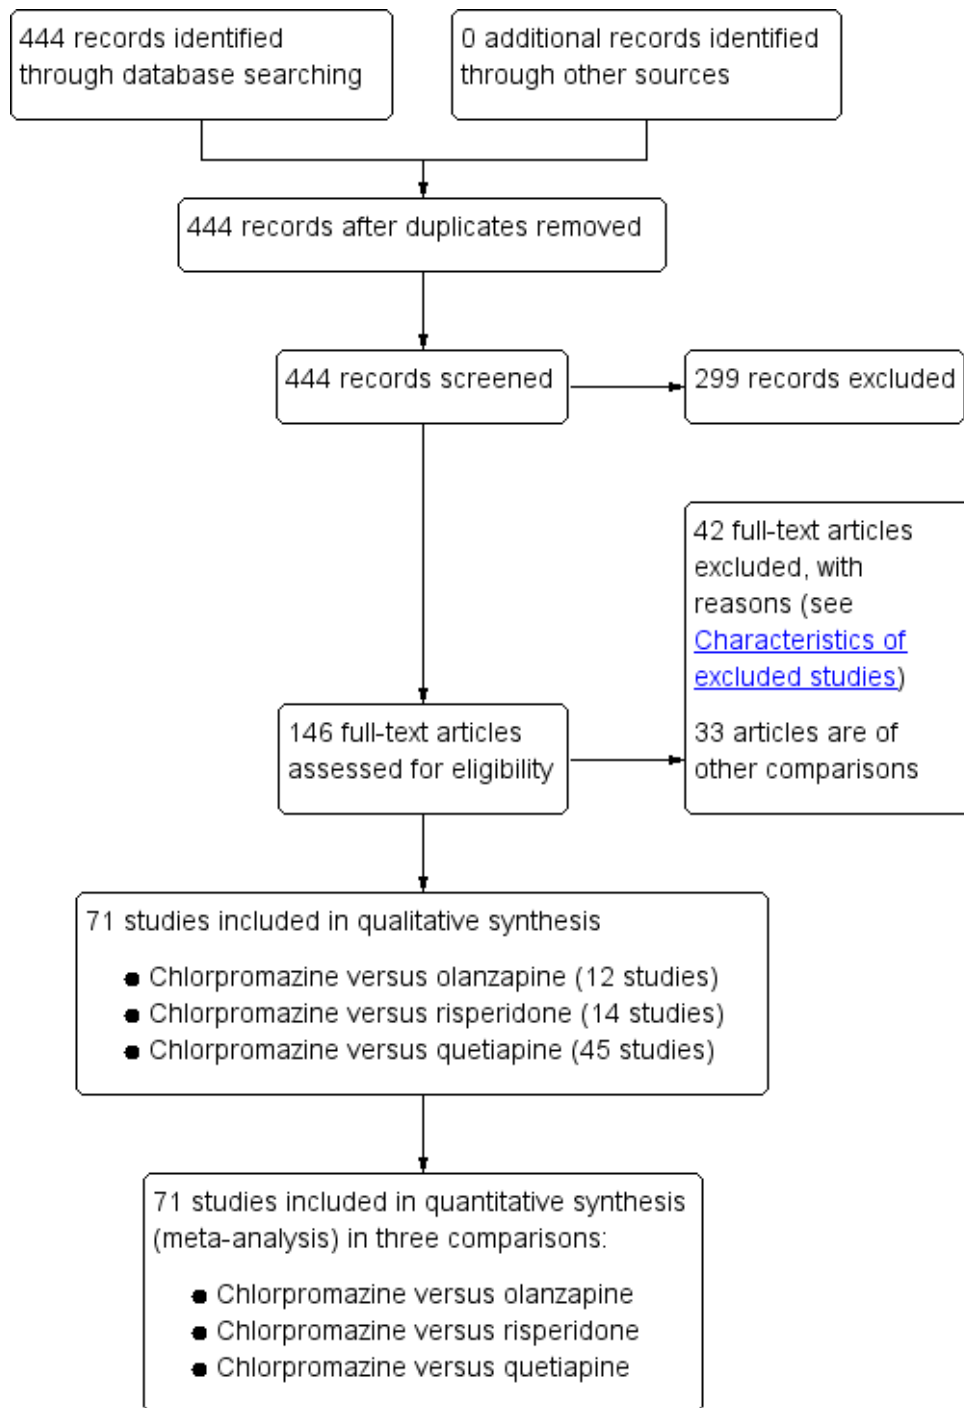 444 records identified
through database searching
0 additional records identified
through other sources
444 records after duplicates removed
444 records screened
299 records excluded
42 full-text articles
excluded, with
reasons (see
Characteristics of
excluded studies)
33 articles are of
other comparisons
146 full-text articles
assessed for eligibility
71 studies included in qualitative synthesis
● Chlorpromazine versus olanzapine (12 studies)
● Chlorpromazine versus risperidone (14 studies)
● Chlorpromazine versus quetiapine (45 studies)
71 studies included in quantitative synthesis
(meta-analysis) in three comparisons:
● Chlorpromazine versus olanzapine
● Chlorpromazine versus risperidone
● Chlorpromazine versus quetiapine